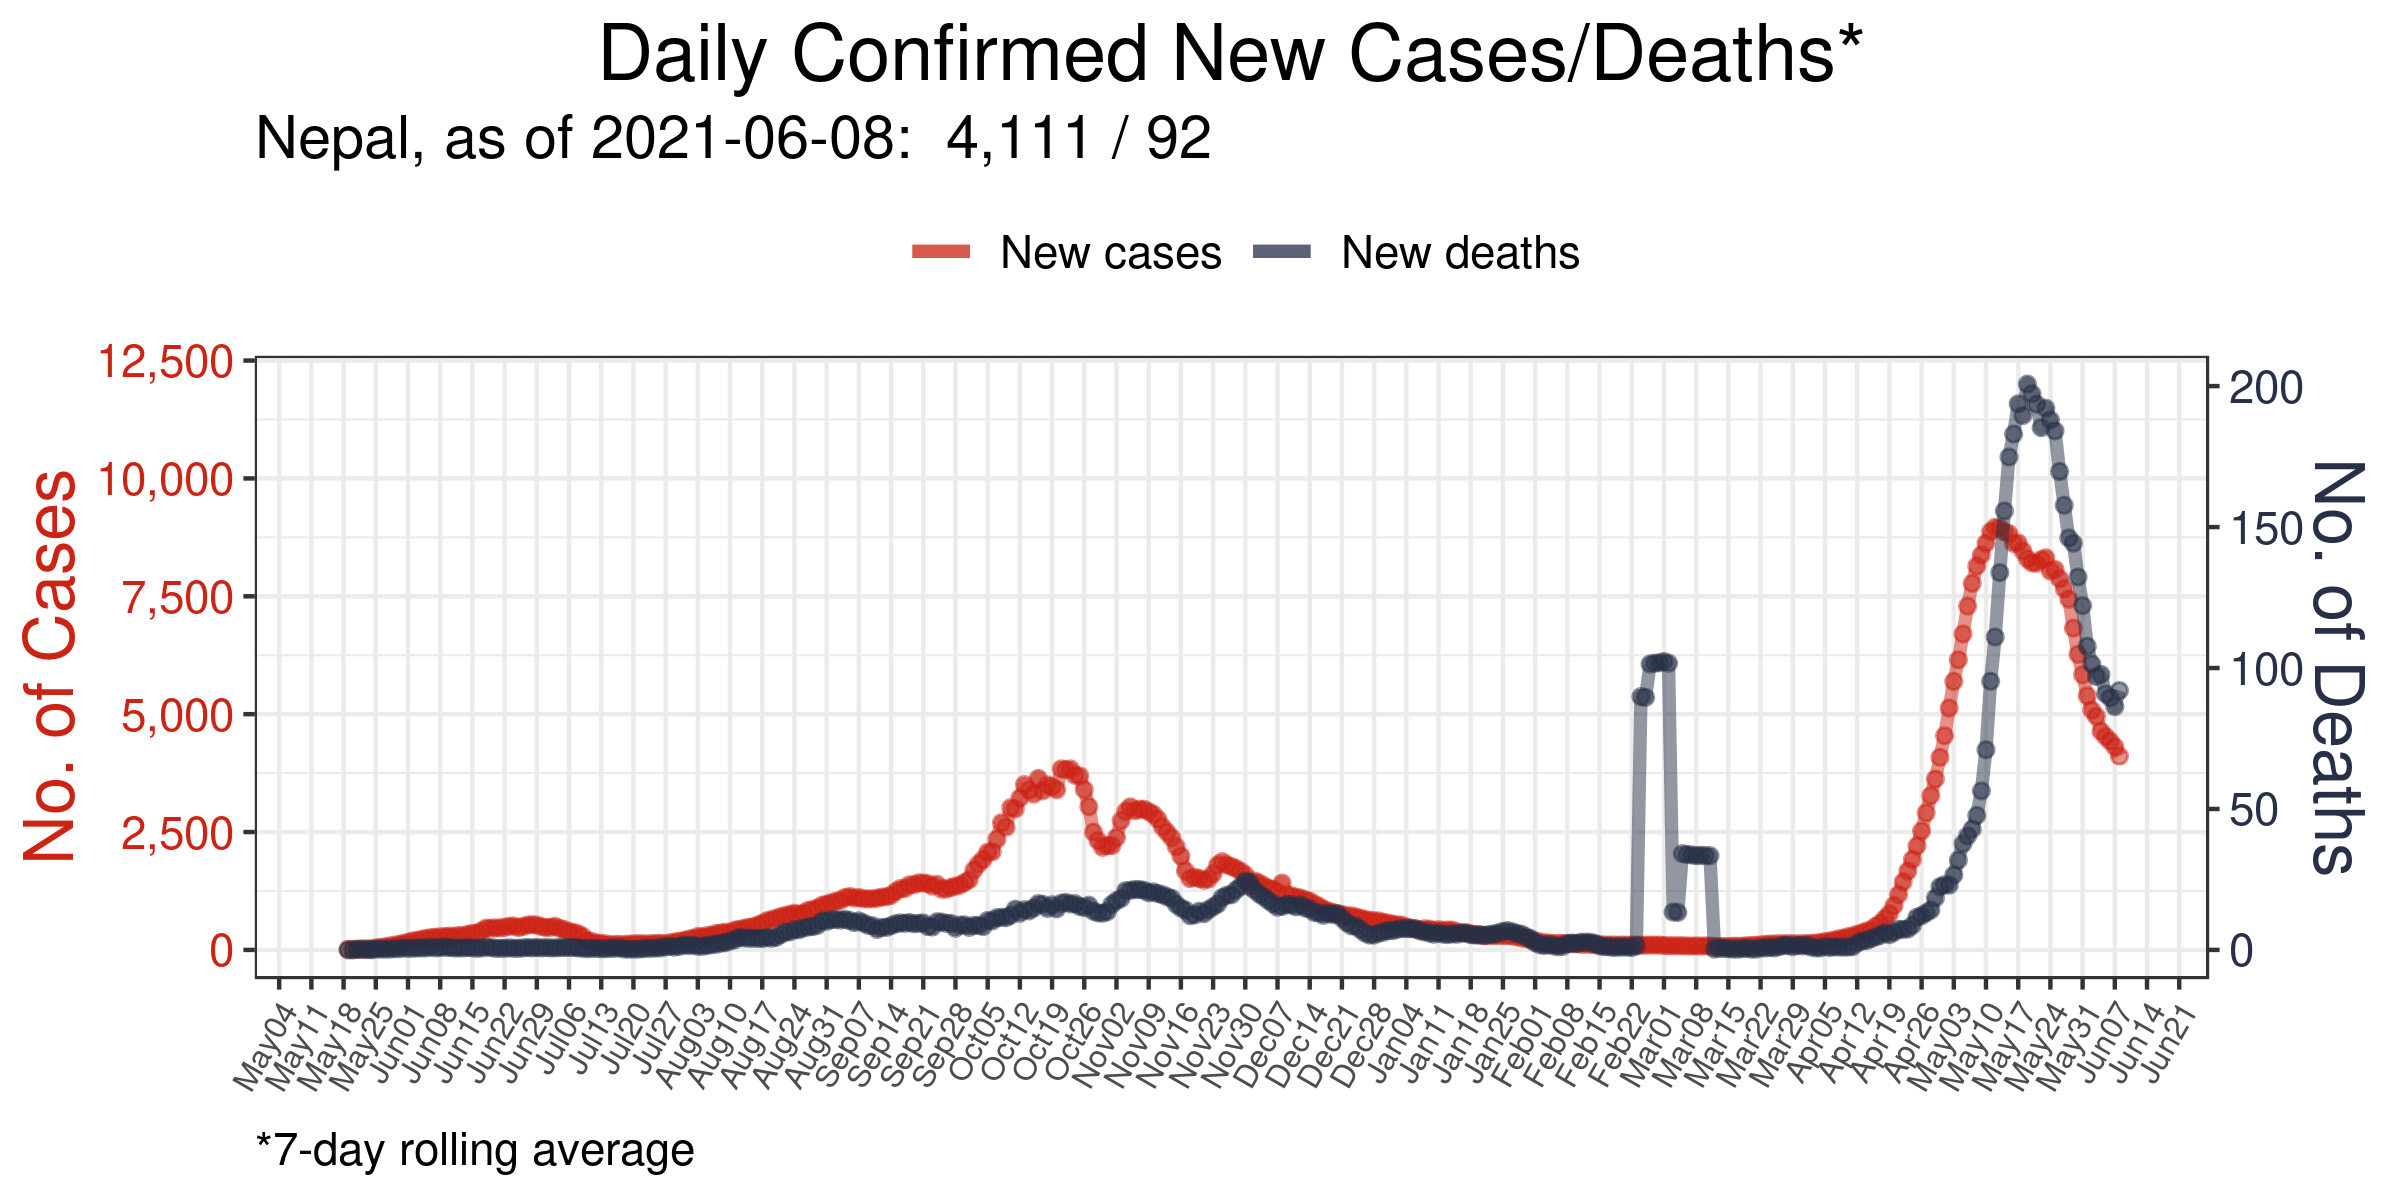 Daily Confirmed New Cases/Deaths*
Nepal, as of 2021-06-08:  4,111 / 92
New cases New deaths
No. of Cases
12,500
10,000
7,500
5,000
2,500
0
200
150
100
50
0
No. of Deaths
May04 May11 May18 May25 Jun01 Jun08 Jun15 Jun22 Jun29 Jul06 Jul13 Jul20 Jul27 Aug03 Aug10 Aug17 Aug24 Aug31 Sep07 Sep14 Sep21 Sep28 Oct05 Oct12 Oct19 Oct26 Nov02 Nov09 Nov16 Nov23 Nov30 Dec07 Dec14 Dec21 Dec28 Jan04 Jan11 Jan18 Jan25 Feb01 Feb08 Feb15 Feb22 Mar01 Mar08 Mar15 Mar22 Mar29 Apr05 Apr12 Apr19 Apr26 May03 May10 May17 May24 May31 Jun07 Jun14 Jun21
*7-day rolling average